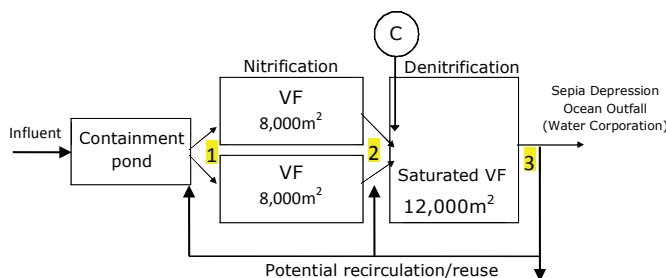 C
Nitrification
Denitrification
VF
8,000m²
Sepia Depression
Ocean Outfall
(Water Corporation)
Influent
Containment
pond
1
2
3
VF
8,000m²
Saturated VF
12,000m²
Potential recirculation/reuse